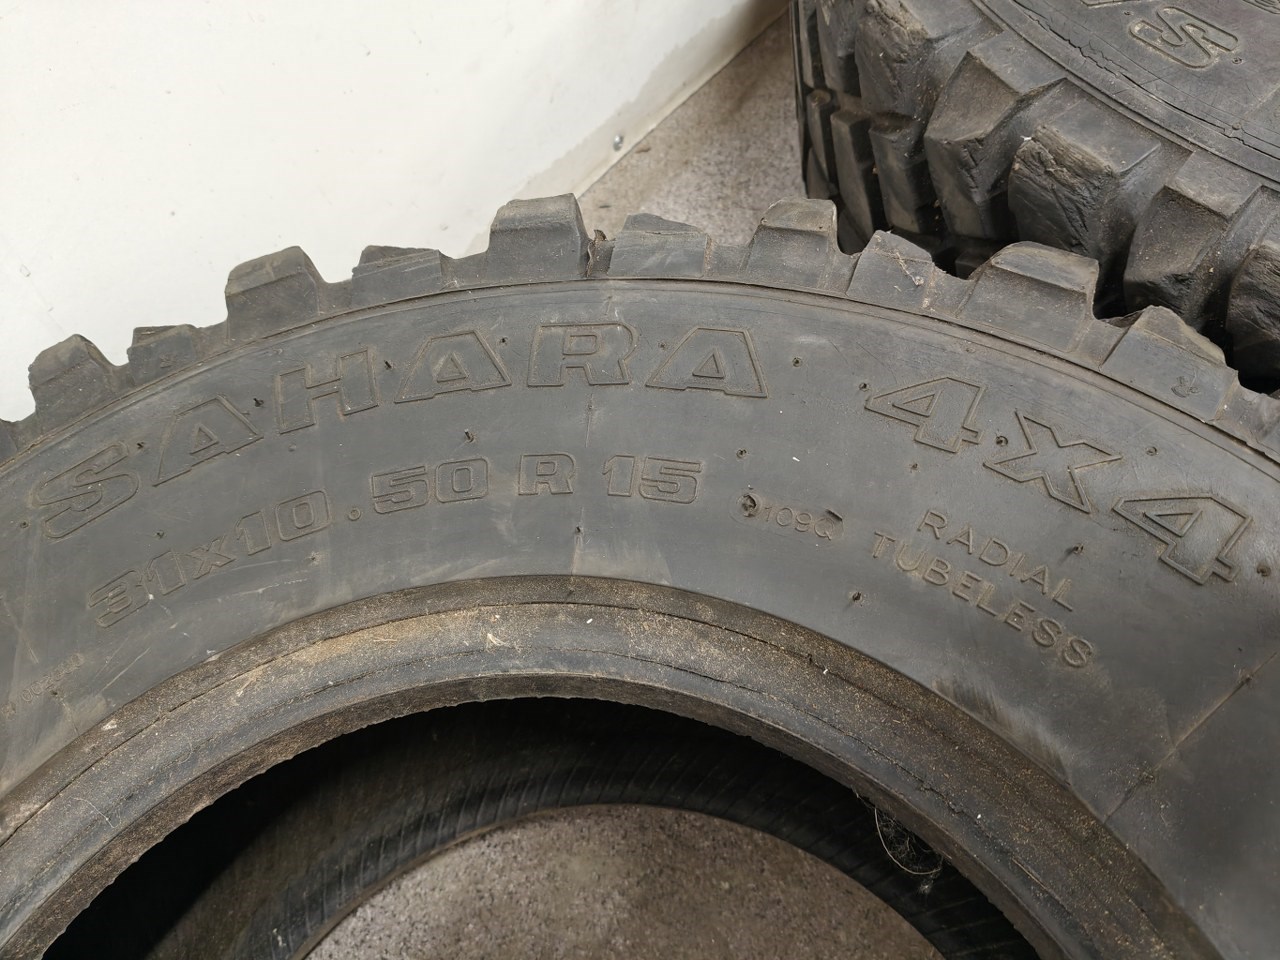 SAHARA 4X4
31x10.50 R 15
109Q
RADIAL
TUBELESS
S